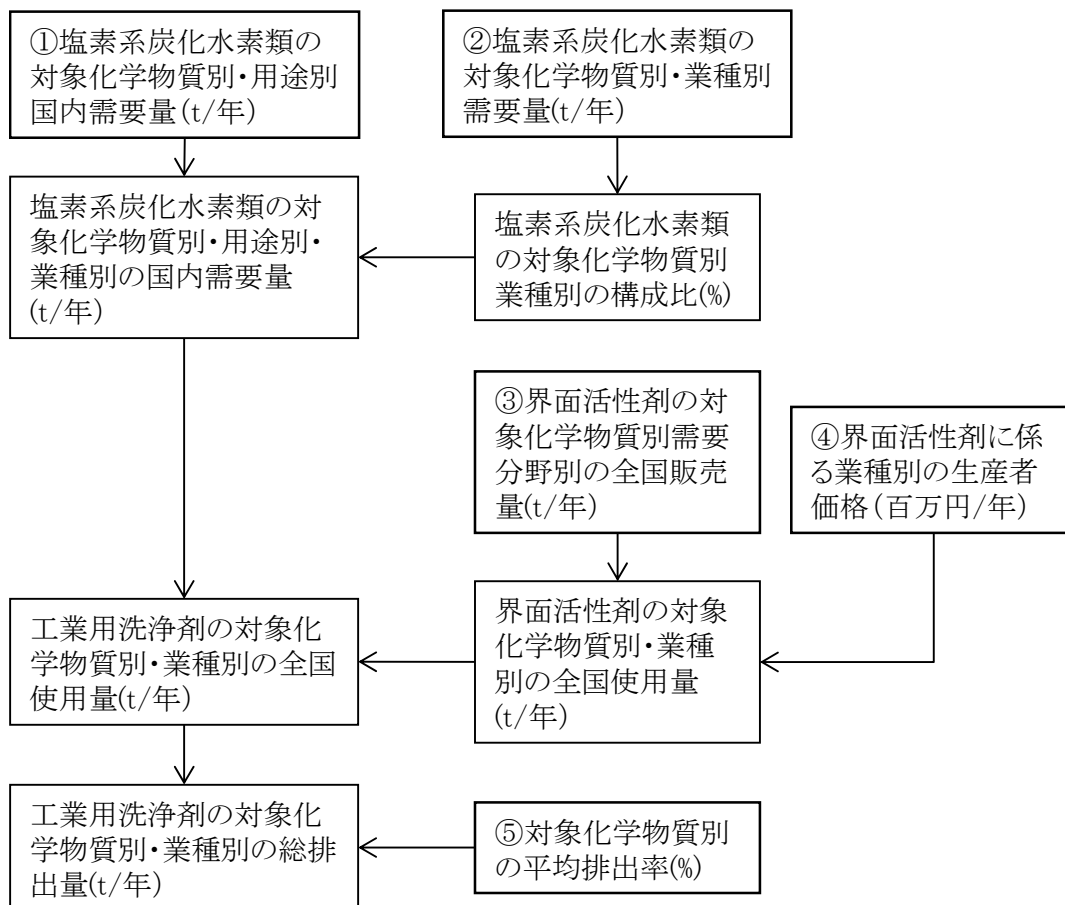 ①塩素系炭化水素類の
対象化学物質別・用途別
国内需要量(t/年)
②塩素系炭化水素類の
対象化学物質別・業種別
需要量(t/年)
塩素系炭化水素類の対
象化学物質別・用途別・
業種別の国内需要量
(t/年)
塩素系炭化水素類
の対象化学物質別
業種別の構成比(%)
③界面活性剤の対
象化学物質別需要
分野別の全国販売
量(t/年)
④界面活性剤に係
る業種別の生産者
価格(百万円/年)
工業用洗浄剤の対象化
学物質別・業種別の全国
使用量(t/年)
界面活性剤の対象
化学物質別・業種
別の全国使用量
(t/年)
工業用洗浄剤の対象化
学物質別・業種別の総排
出量(t/年)
⑤対象化学物質別
の平均排出率(%)